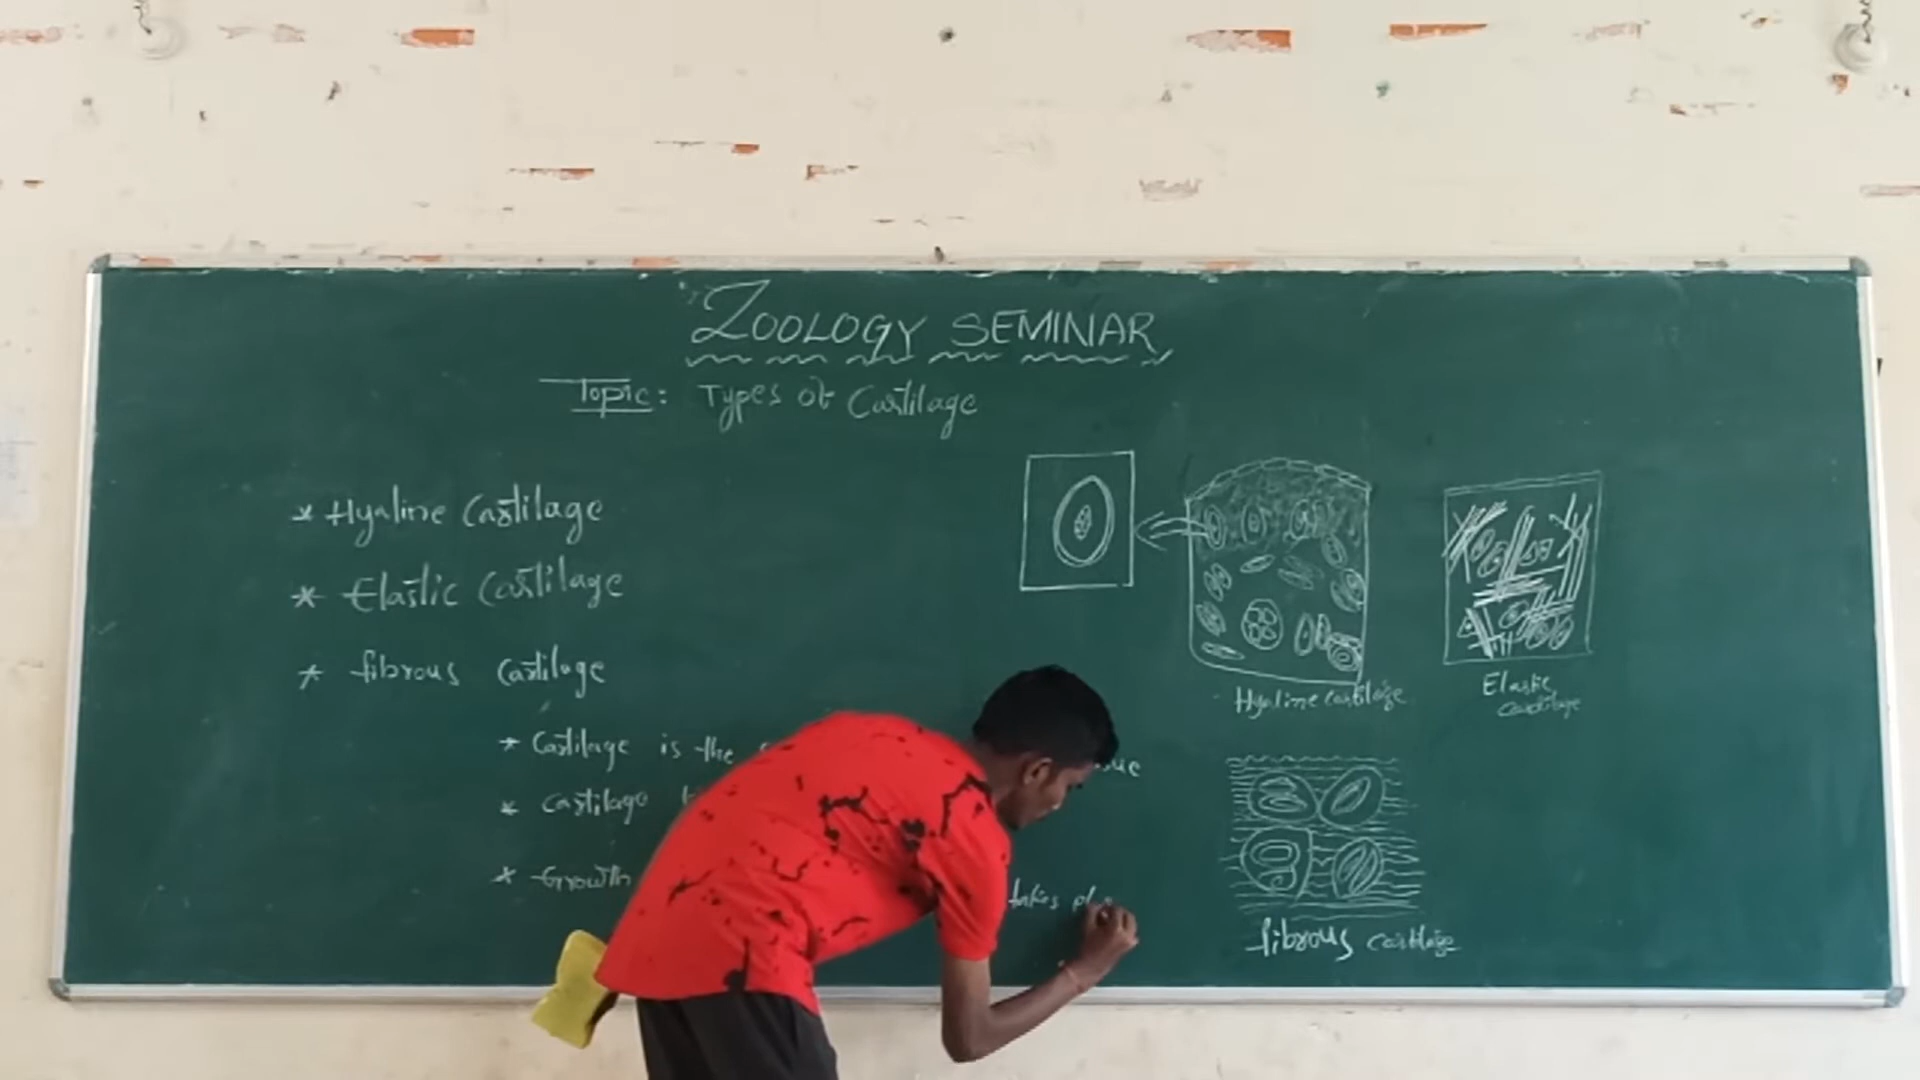 ZOOLOGY SEMINAR
Topic: Types of Cartilage
* Hyaline Cartilage
* Elastic Cartilage
* fibrous Cartilage
* Cartilage is the
* Cartilage
* Growth takes
Hyaline cartilage
Elastic
Cartilage
fibrous cartilage